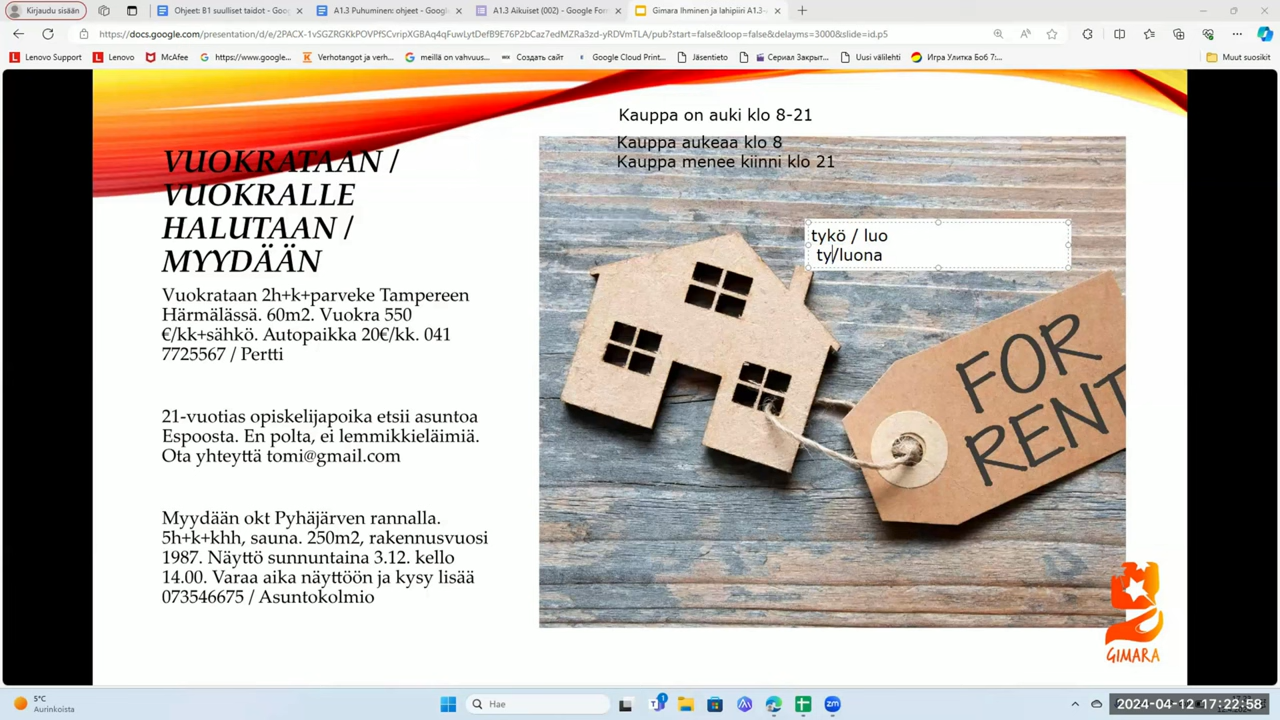 Kirjaudu sisään
Ohjeet: B1 suulliset taidot - Goog
A1.3 Puhuminen: ohjeet - Google
A1.3 Aikuiset (002) - Google Form
Gimara Ihminen ja lahipiiri A1.3 -
https://docs.google.com/presentation/d/e/2PACX-1vSGZRGKkPOVPfSCvripXGBAq4qFuwLytDefB9E76P2bCaz7edMZRa3zd-yRDVmTLA/pub?start=false&loop=false&delayms=3000&slide=id.p5
Lenovo Support
Lenovo
McAfee
https://www.google...
Verhotangot ja verh...
meillä on vahvuus...
Создать сайт
Google Cloud Print...
Jäsentieto
Сериал Закрыт...
Uusi välilehti
Игра Улитка Боб 7:...
Muut suosikit
Kauppa on auki klo 8-21
Kauppa aukeaa klo 8
Kauppa menee kiinni klo 21
VUOKRATAAN /
VUOKRALLE
HALUTAAN /
MYYDÄÄN
Vuokrataan 2h+k+parveke Tampereen
Härmälässä. 60m2. Vuokra 550
€/kk+sähkö. Autopaikka 20€/kk. 041
7725567 / Pertti
21-vuotias opiskelijapoika etsii asuntoa
Espoosta. En polta, ei lemmikkieläimiä.
Ota yhteyttä tomi@gmail.com
Myydään okt Pyhäjärven rannalla.
5h+k+khh, sauna. 250m2, rakennusvuosi
1987. Näyttö sunnuntaina 3.12. kello
14.00. Varaa aika näyttöön ja kysy lisää
073546675 / Asuntokolmio
tykö / luo
ty/luona
FOR
RENT
GIMARA
5°C
Aurinkoista
Hae
2024-04-12 17:22:58